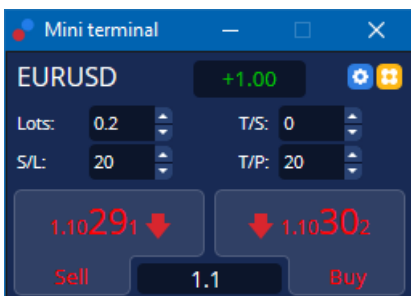 Mini terminal
EURUSD +1.00
Lots: 0.2 T/S: 0
S/L: 20 T/P: 20
1.10291 1.10302
Sell 1.1 Buy